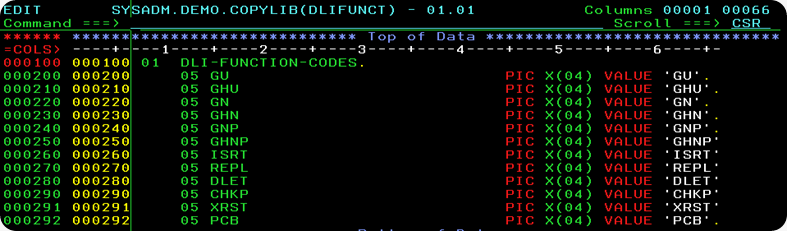 EDIT SYSADM.DEMO.COPYLIB(DLIFUNCT) - 01.01 Columns 00001 00066
Command ===> Scroll ===> CSR
****** ***************************** Top of Data ******************************
=COLS> ----+----1----+----2----+----3----+----4----+----5----+----6----+-
000100 000100 01 DLI-FUNCTION-CODES.
000200 000200 05 GU PIC X(04) VALUE 'GU'.
000210 000210 05 GHU PIC X(04) VALUE 'GHU'.
000220 000220 05 GN PIC X(04) VALUE 'GN'.
000230 000230 05 GHN PIC X(04) VALUE 'GHN'.
000240 000240 05 GNP PIC X(04) VALUE 'GNP'.
000250 000250 05 GHNP PIC X(04) VALUE 'GHNP'
000260 000260 05 ISRT PIC X(04) VALUE 'ISRT'
000270 000270 05 REPL PIC X(04) VALUE 'REPL'
000280 000280 05 DLET PIC X(04) VALUE 'DLET'
000290 000290 05 CHKP PIC X(04) VALUE 'CHKP'
000291 000291 05 XRST PIC X(04) VALUE 'XRST'
000292 000292 05 PCB PIC X(04) VALUE 'PCB'.